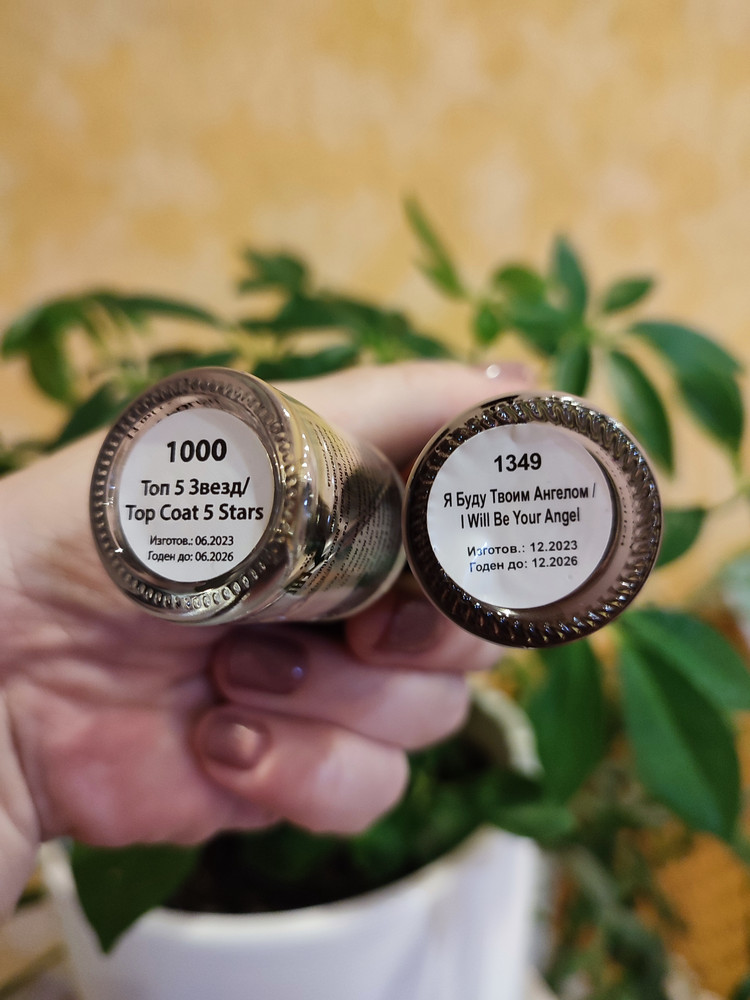 1000
Топ 5 Звезд/
Top Coat 5 Stars
Изготов.: 06.2023
Годен до: 06.2026
1349
Я Буду Твоим Ангелом /
I Will Be Your Angel
Изготов.: 12.2023
Годен до: 12.2026